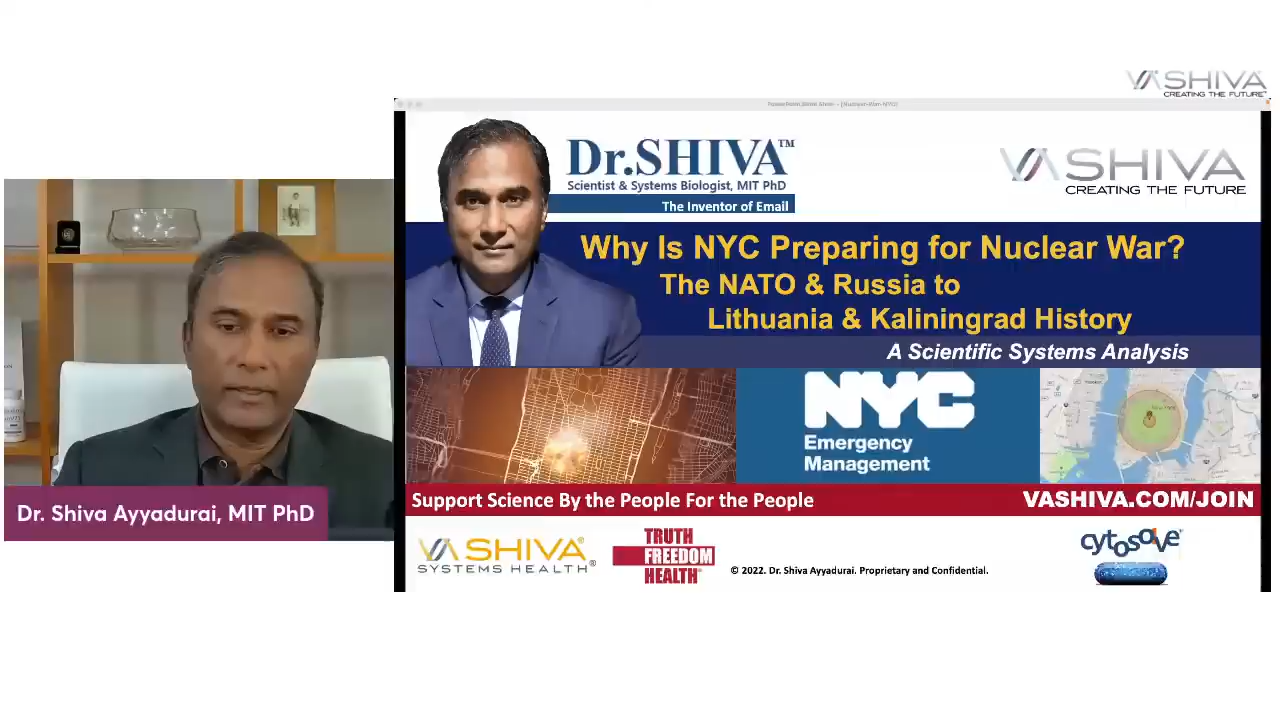 VA SHIVA
CREATING THE FUTURE™
Dr.SHIVA™
Scientist & Systems Biologist, MIT PhD
The Inventor of Email
VA SHIVA
CREATING THE FUTURE
Why Is NYC Preparing for Nuclear War?
The NATO & Russia to
Lithuania & Kaliningrad History
A Scientific Systems Analysis
NYC
Emergency
Management
Support Science By the People For the People
VASHIVA.COM/JOIN
Dr. Shiva Ayyadurai, MIT PhD
VA SHIVA®
SYSTEMS HEALTH®
TRUTH
FREEDOM
HEALTH®
© 2022. Dr. Shiva Ayyadurai. Proprietary and Confidential.
cytosolve®